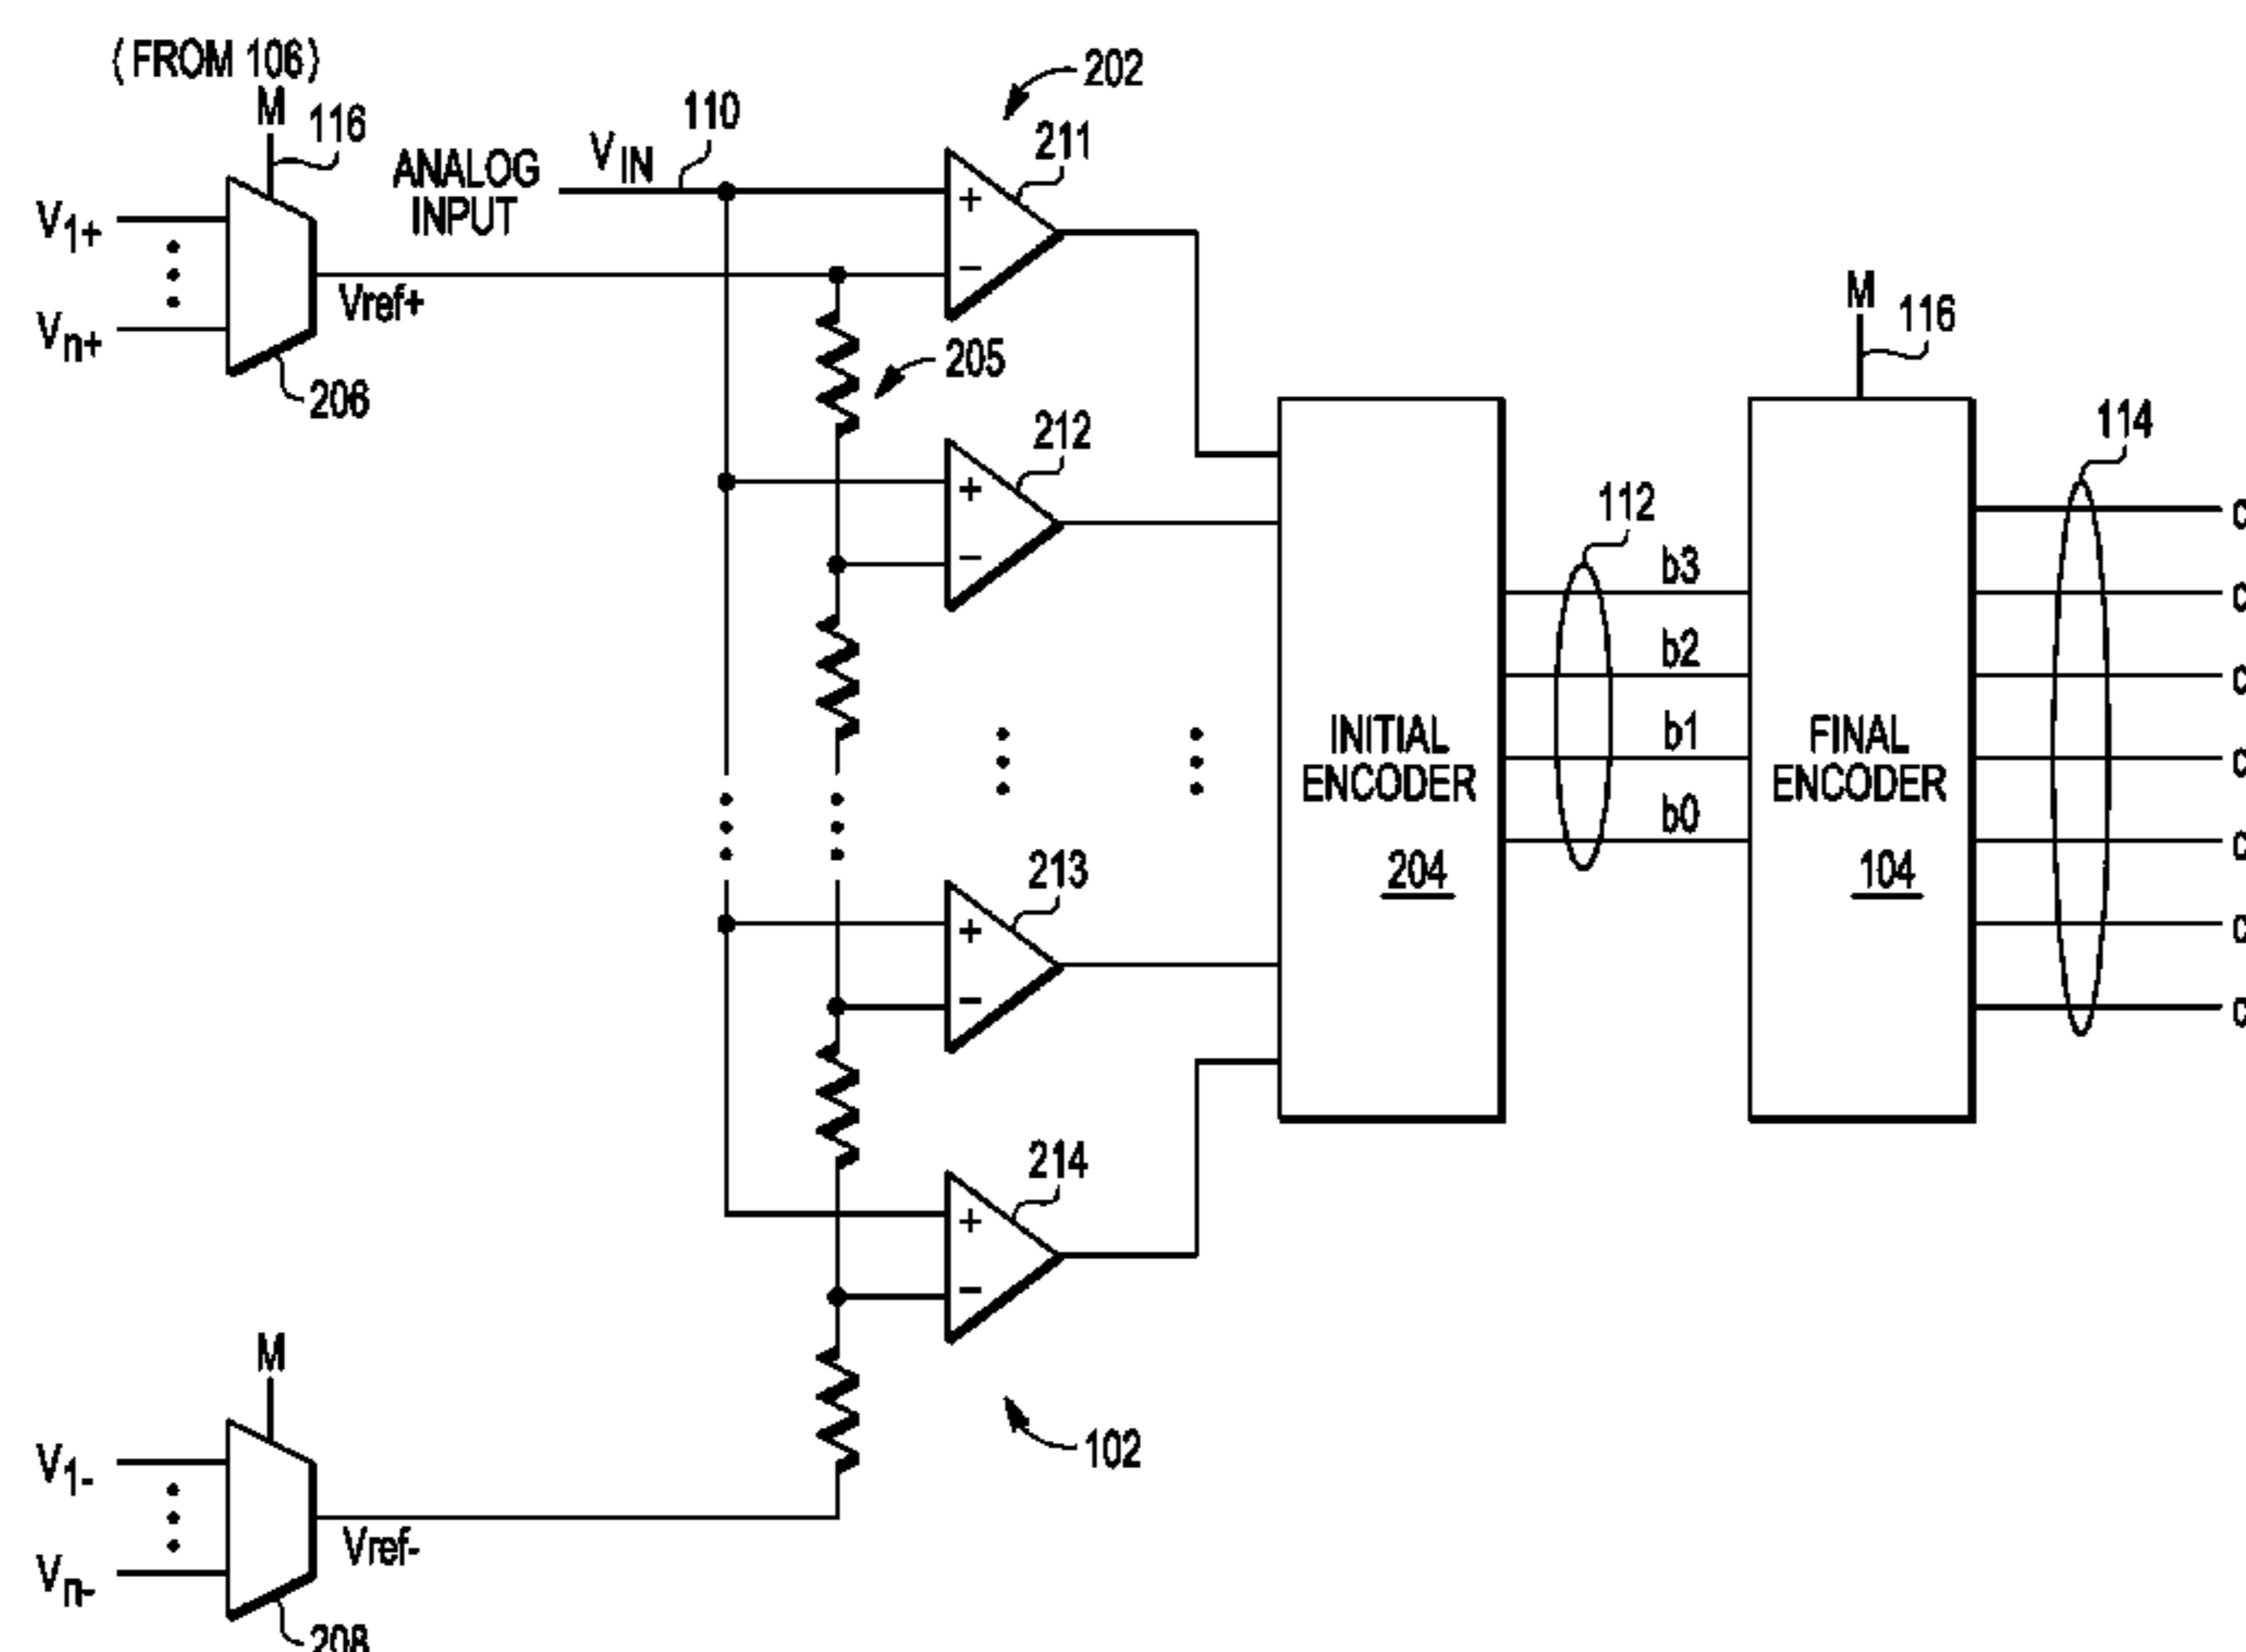 (FROM 106)
M
116
ANALOG
INPUT
VIN
110
202
211
V1+
Vn+
Vref+
206
205
212
M
116
114
112
b3
b2
b1
b0
INITIAL
ENCODER
204
FINAL
ENCODER
104
c
c
c
c
c
c
c
213
214
102
M
V1-
Vn-
Vref-
208